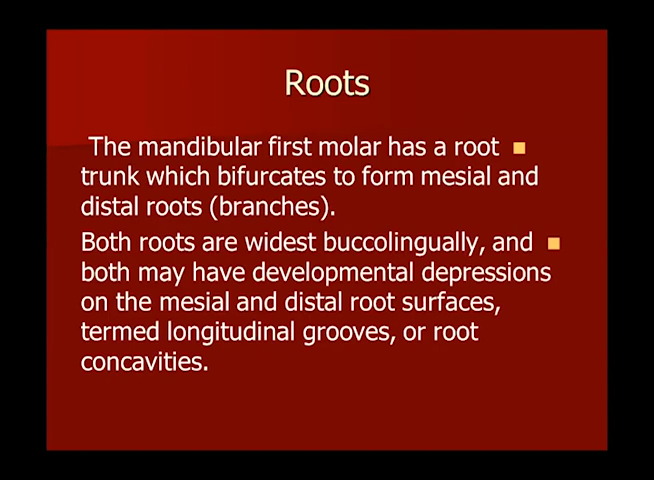 Roots
The mandibular first molar has a root
trunk which bifurcates to form mesial and
distal roots (branches).
Both roots are widest buccolingually, and
both may have developmental depressions
on the mesial and distal root surfaces,
termed longitudinal grooves, or root
concavities.